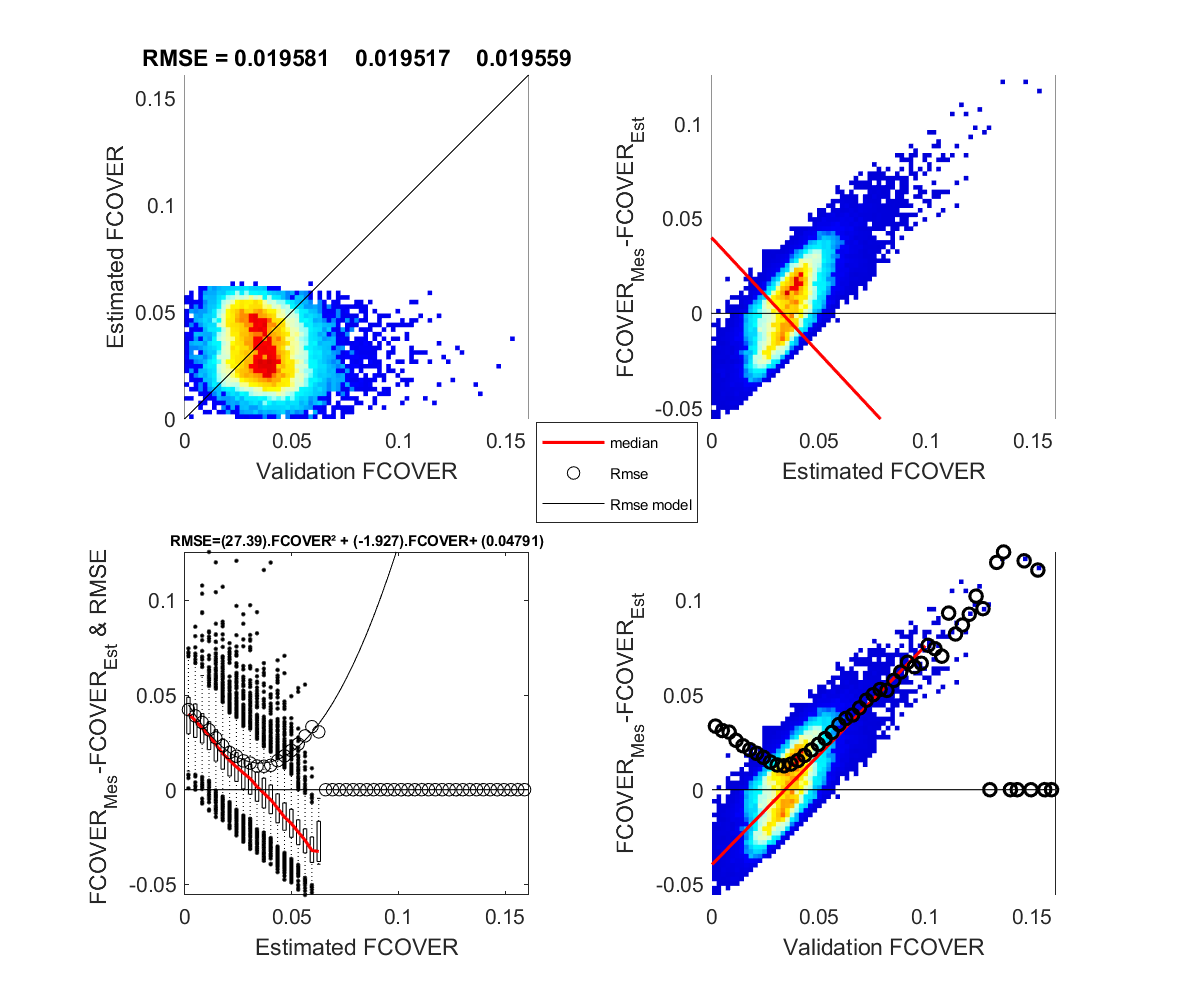 RMSE = 0.019581 0.019517 0.019559
0.15
0.1
0.05
0
Estimated FCOVER
0 0.05 0.1 0.15
Validation FCOVER
0.1
0.05
0
-0.05
FCOVER_Mes-FCOVER_Est
0 0.05 0.1 0.15
Estimated FCOVER
median
Rmse
Rmse model
RMSE=(27.39).FCOVER² + (-1.927).FCOVER+ (0.04791)
0.1
0.05
0
-0.05
FCOVER_Mes-FCOVER_Est & RMSE
0 0.05 0.1 0.15
Estimated FCOVER
0.1
0.05
0
-0.05
FCOVER_Mes-FCOVER_Est
0 0.05 0.1 0.15
Validation FCOVER